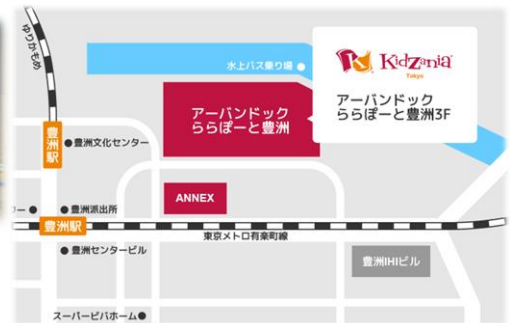 ゆりかもめ
水上バス乗り場
KidZania
Tokyo
アーバンドック
ららぽーと豊洲3F
アーバンドック
ららぽーと豊洲
豊洲駅
豊洲文化センター
ANNEX
豊洲派出所
豊洲駅
東京メトロ有楽町線
豊洲センタービル
豊洲IHIビル
スーパービバホーム